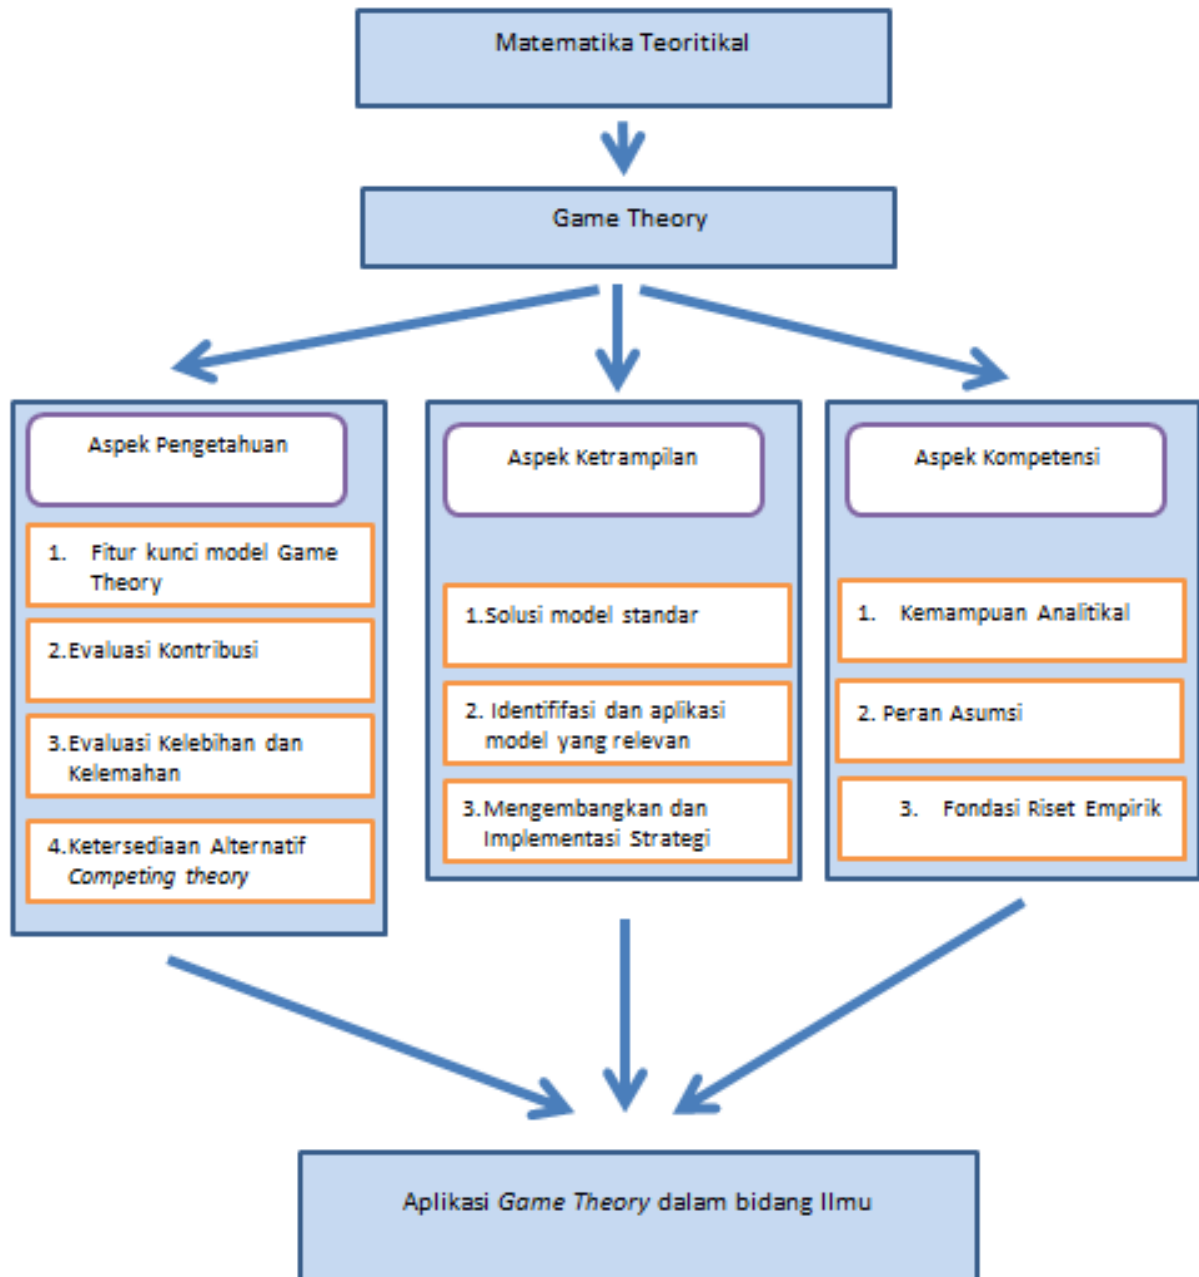 Matematika Teoritikal
Game Theory
Aspek Pengetahuan
1. Fitur kunci model Game
Theory
2.Evaluasi Kontribusi
3.Evaluasi Kelebihan dan
Kelemahan
4.Ketersediaan Alternatif
Competing theory
Aspek Ketrampilan
1.Solusi model standar
2. Identififasi dan aplikasi
model yang relevan
3.Mengembangkan dan
Implementasi Strategi
Aspek Kompetensi
1. Kemampuan Analitikal
2. Peran Asumsi
3. Fondasi Riset Empirik
Aplikasi Game Theory dalam bidang Ilmu